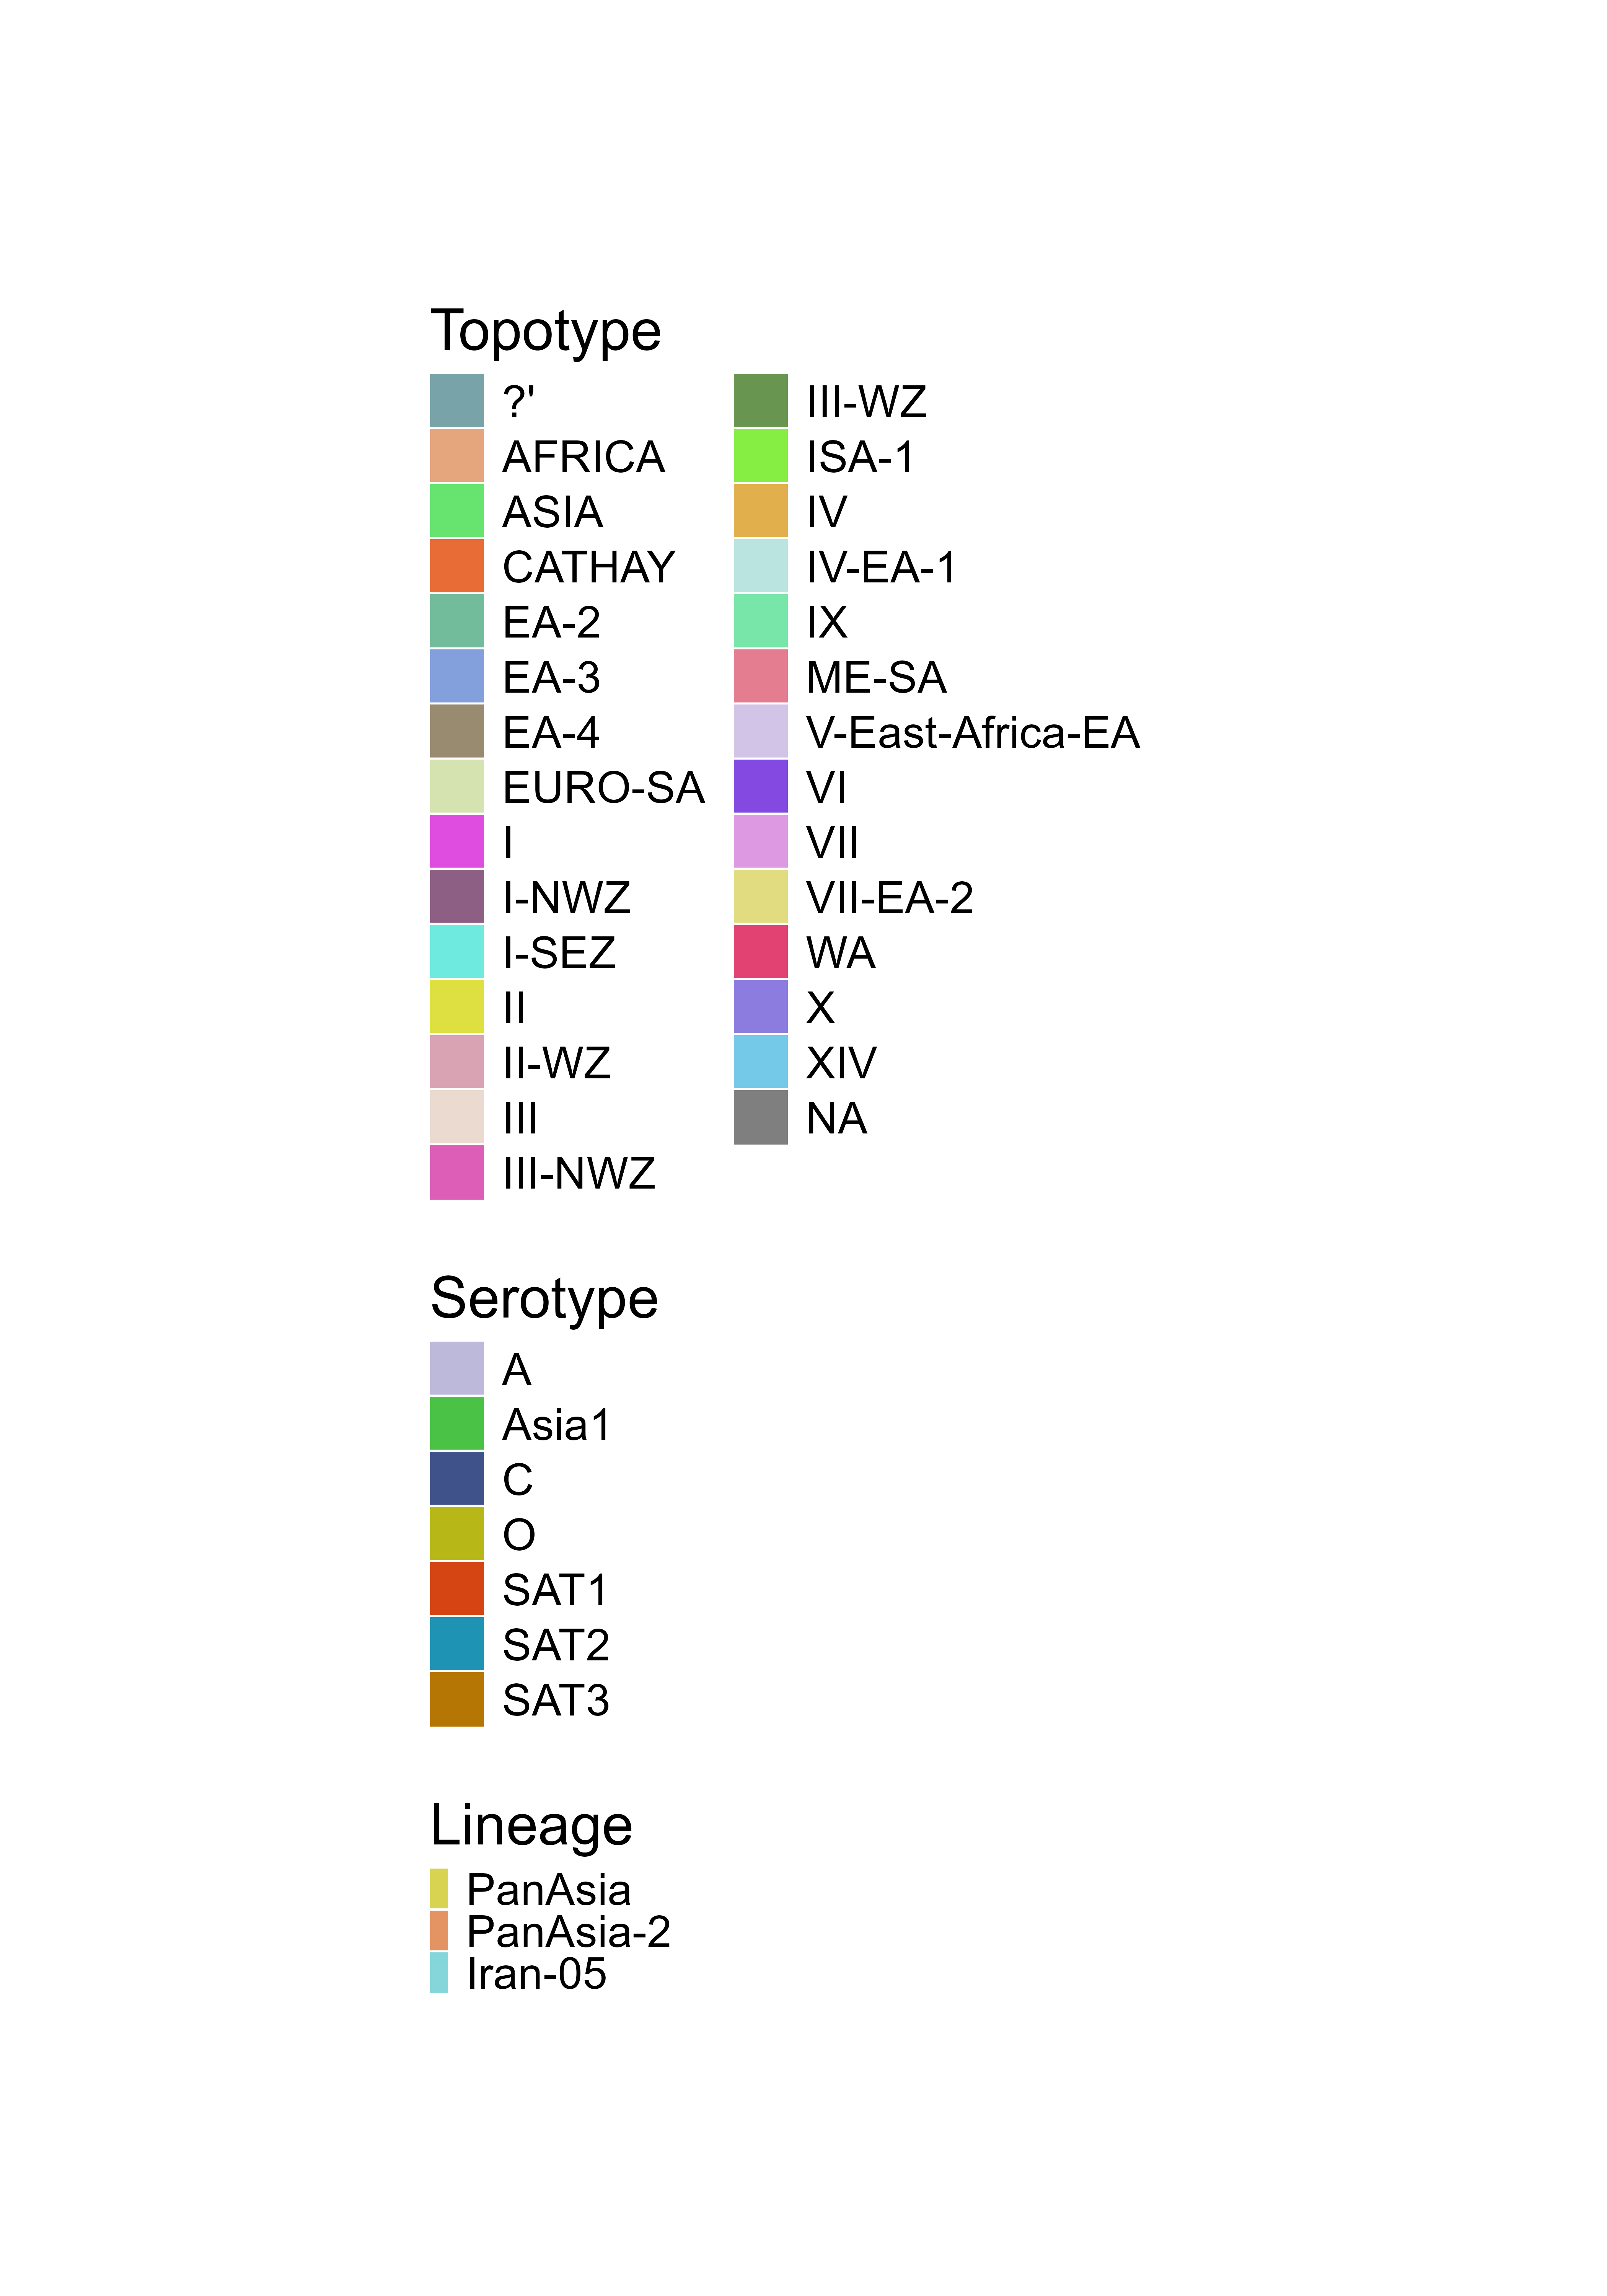 Topotype
?'
AFRICA
ASIA
CATHAY
EA-2
EA-3
EA-4
EURO-SA
I
I-NWZ
I-SEZ
II
II-WZ
III
III-NWZ
III-WZ
ISA-1
IV
IV-EA-1
IX
ME-SA
V-East-Africa-EA
VI
VII
VII-EA-2
WA
X
XIV
NA
Serotype
A
Asia1
C
O
SAT1
SAT2
SAT3
Lineage
PanAsia
PanAsia-2
Iran-05